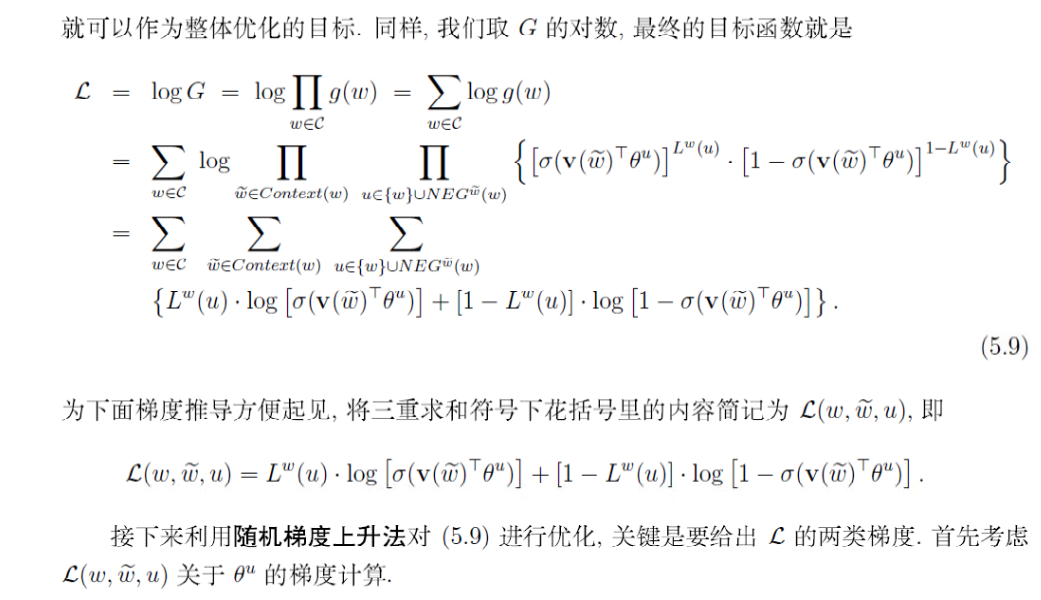 就可以作为整体优化的目标. 同样, 我们取 G 的对数, 最终的目标函数就是
$\mathcal{L} = \log G = \log \prod_{w \in \mathcal{C}} g(w) = \sum_{w \in \mathcal{C}} \log g(w)$
$= \sum_{w \in \mathcal{C}} \log \prod_{\widetilde{w} \in Context(w)} \prod_{u \in \{w\} \cup NEG^{\widetilde{w}}(w)} \left\{ \left[ \sigma(\mathbf{v}(\widetilde{w})^\top \theta^u) \right]^{L^w(u)} \cdot \left[ 1 - \sigma(\mathbf{v}(\widetilde{w})^\top \theta^u) \right]^{1 - L^w(u)} \right\}$
$= \sum_{w \in \mathcal{C}} \sum_{\widetilde{w} \in Context(w)} \sum_{u \in \{w\} \cup NEG^{\widetilde{w}}(w)}$
$\left\{ L^w(u) \cdot \log \left[ \sigma(\mathbf{v}(\widetilde{w})^\top \theta^u) \right] + [1 - L^w(u)] \cdot \log \left[ 1 - \sigma(\mathbf{v}(\widetilde{w})^\top \theta^u) \right] \right\}.$
(5.9)
为下面梯度推导方便起见, 将三重求和符号下花括号里的内容简记为 $\mathcal{L}(w, \widetilde{w}, u)$, 即
$\mathcal{L}(w, \widetilde{w}, u) = L^w(u) \cdot \log \left[ \sigma(\mathbf{v}(\widetilde{w})^\top \theta^u) \right] + [1 - L^w(u)] \cdot \log \left[ 1 - \sigma(\mathbf{v}(\widetilde{w})^\top \theta^u) \right].$
接下来利用随机梯度上升法对 (5.9) 进行优化, 关键是要给出 $\mathcal{L}$ 的两类梯度. 首先考虑
$\mathcal{L}(w, \widetilde{w}, u)$ 关于 $\theta^u$ 的梯度计算.